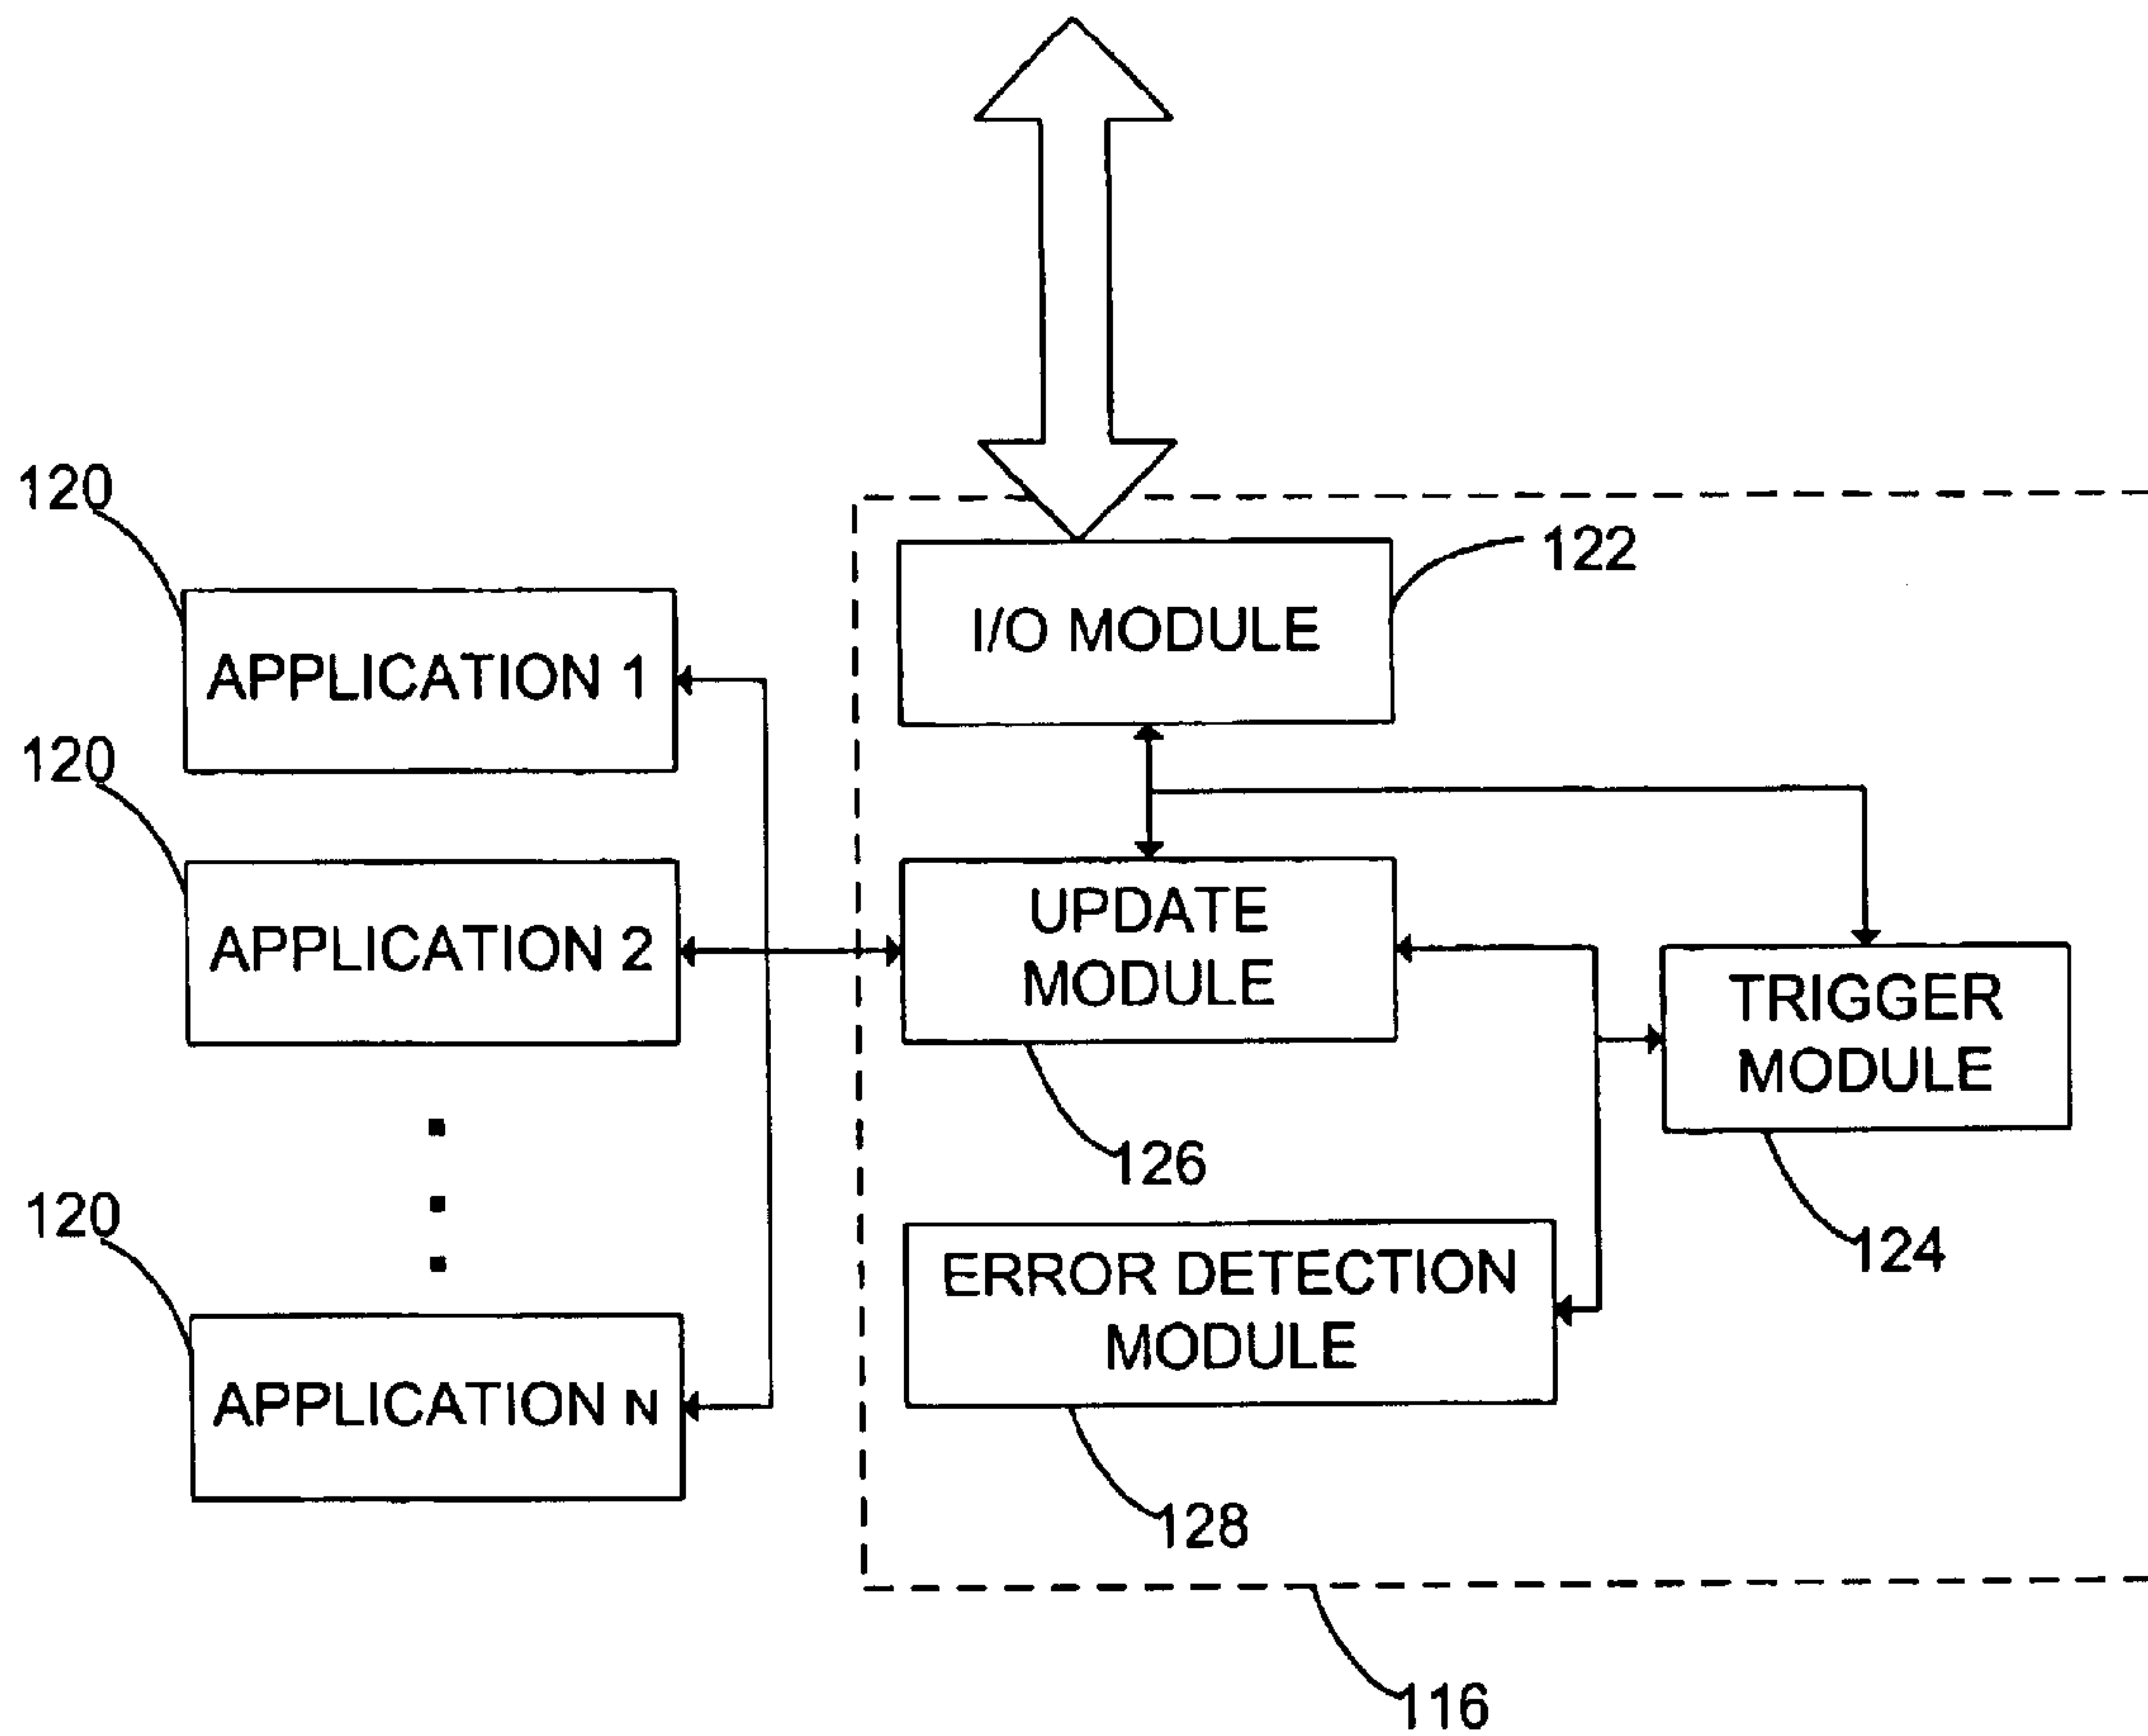 120
122
I/O MODULE
APPLICATION 1
120
UPDATE
MODULE
APPLICATION 2
TRIGGER
MODULE
126
120
124
ERROR DETECTION
MODULE
APPLICATION N
128
116